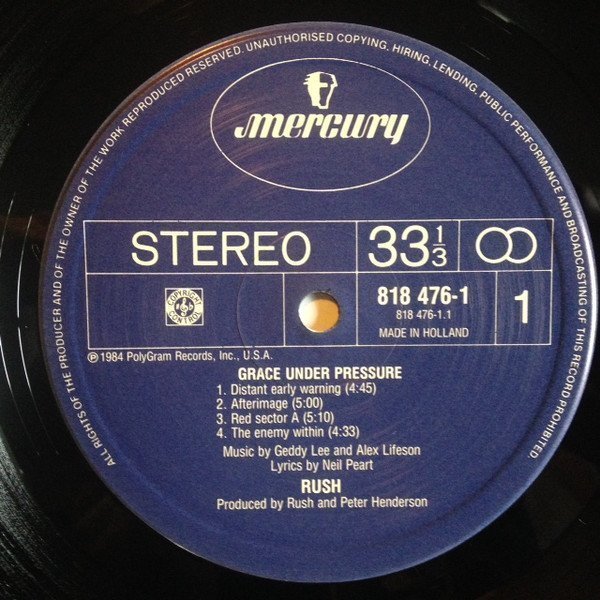 ALL RIGHTS OF THE PRODUCER AND OF THE OWNER OF THE WORK REPRODUCED RESERVED. UNAUTHORISED COPYING, HIRING, LENDING, PUBLIC PERFORMANCE AND BROADCASTING OF THIS RECORD PROHIBITED
mercury
STEREO
33 1/3
COPYRIGHT
CONTROL
818 476-1
818 476-1.1
MADE IN HOLLAND
1
℗ 1984 PolyGram Records, Inc., U.S.A.
GRACE UNDER PRESSURE
1. Distant early warning (4:45)
2. Afterimage (5:00)
3. Red sector A (5:10)
4. The enemy within (4:33)
Music by Geddy Lee and Alex Lifeson
Lyrics by Neil Peart
RUSH
Produced by Rush and Peter Henderson